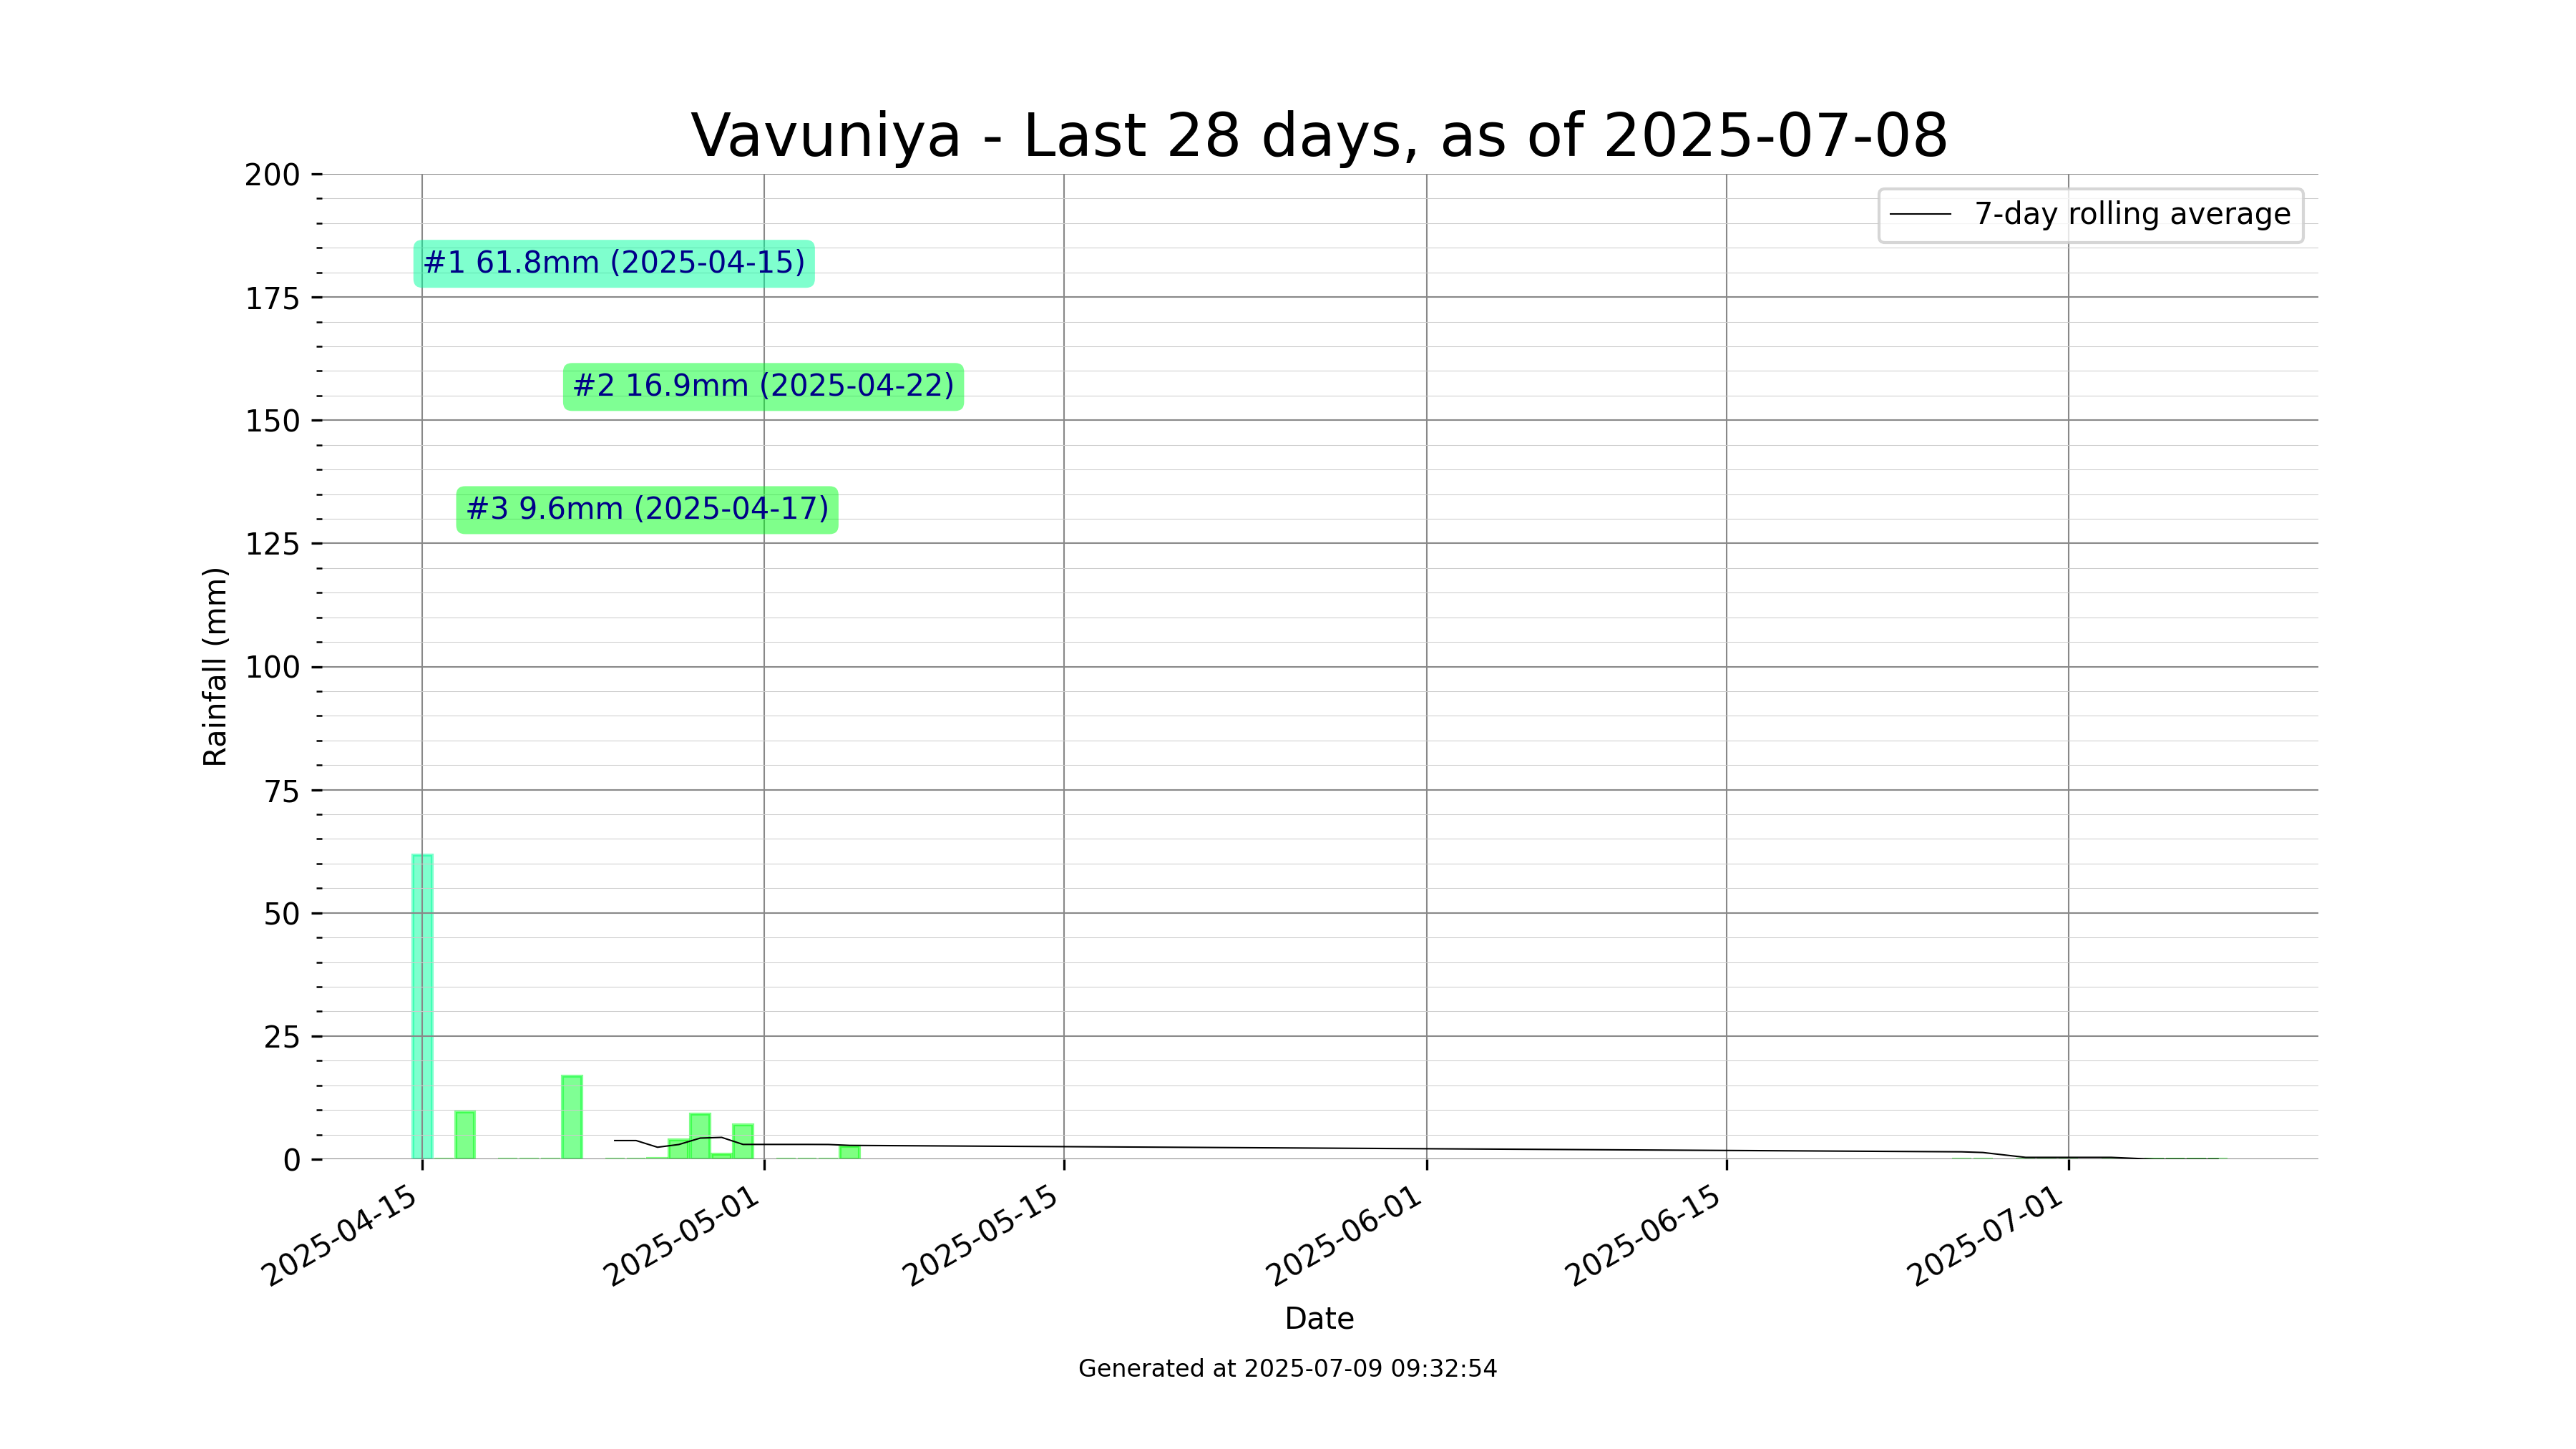 Vavuniya - Last 28 days, as of 2025-07-08
200
175
150
125
100
75
50
25
0
Rainfall (mm)
7-day rolling average
#1 61.8mm (2025-04-15)
#2 16.9mm (2025-04-22)
#3 9.6mm (2025-04-17)
2025-04-15
2025-05-01
2025-05-15
2025-06-01
2025-06-15
2025-07-01
Date
Generated at 2025-07-09 09:32:54